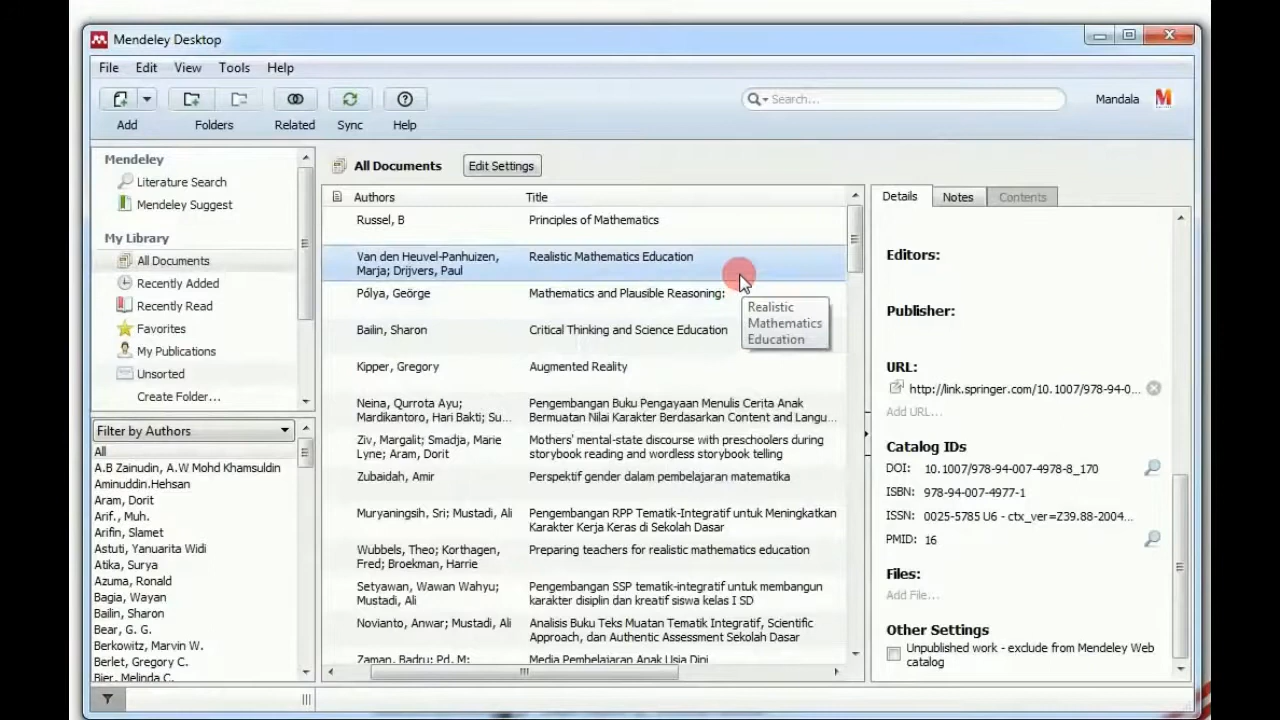 Mendeley Desktop
File Edit View Tools Help
Search...
Mandala
Add Folders Related Sync Help
Mendeley
Literature Search
Mendeley Suggest
My Library
All Documents
Recently Added
Recently Read
Favorites
My Publications
Unsorted
Create Folder...
Filter by Authors
All
A.B Zainudin, A.W Mohd Khamsuldin
Aminuddin.Hehsan
Aram, Dorit
Arif., Muh.
Arifin, Slamet
Astuti, Yanuarita Widi
Atika, Surya
Azuma, Ronald
Bagia, Wayan
Bailin, Sharon
Bear, G. G.
Berkowitz, Marvin W.
Berlet, Gregory C.
Bier, Melinda C.
All Documents Edit Settings
Authors Title
Russel, B Principles of Mathematics
Van den Heuvel-Panhuizen, Realistic Mathematics Education
Marja; Drijvers, Paul
Pólya, Geörge Mathematics and Plausible Reasoning:
Bailin, Sharon Critical Thinking and Science Education
Kipper, Gregory Augmented Reality
Neina, Qurrota Ayu; Pengembangan Buku Pengayaan Menulis Cerita Anak
Mardikantoro, Hari Bakti; Su... Bermuatan Nilai Karakter Berdasarkan Content and Langu...
Ziv, Margalit; Smadja, Marie Mothers' mental-state discourse with preschoolers during
Lyne; Aram, Dorit storybook reading and wordless storybook telling
Zubaidah, Amir Perspektif gender dalam pembelajaran matematika
Muryaningsih, Sri; Mustadi, Ali Pengembangan RPP Tematik-Integratif untuk Meningkatkan
Karakter Kerja Keras di Sekolah Dasar
Wubbels, Theo; Korthagen, Preparing teachers for realistic mathematics education
Fred; Broekman, Harrie
Setyawan, Wawan Wahyu; Pengembangan SSP tematik-integratif untuk membangun
Mustadi, Ali karakter disiplin dan kreatif siswa kelas I SD
Novianto, Anwar; Mustadi, Ali Analisis Buku Teks Muatan Tematik Integratif, Scientific
Approach, dan Authentic Assessment Sekolah Dasar
Zaman, Badru; Pd, M; Media Pembelajaran Anak Usia Dini
Realistic
Mathematics
Education
Details Notes Contents
Editors:
Publisher:
URL:
http://link.springer.com/10.1007/978-94-0...
Add URL...
Catalog IDs
DOI: 10.1007/978-94-007-4978-8_170
ISBN: 978-94-007-4977-1
ISSN: 0025-5785 U6 - ctx_ver=Z39.88-2004...
PMID: 16
Files:
Add File...
Other Settings
Unpublished work - exclude from Mendeley Web
catalog